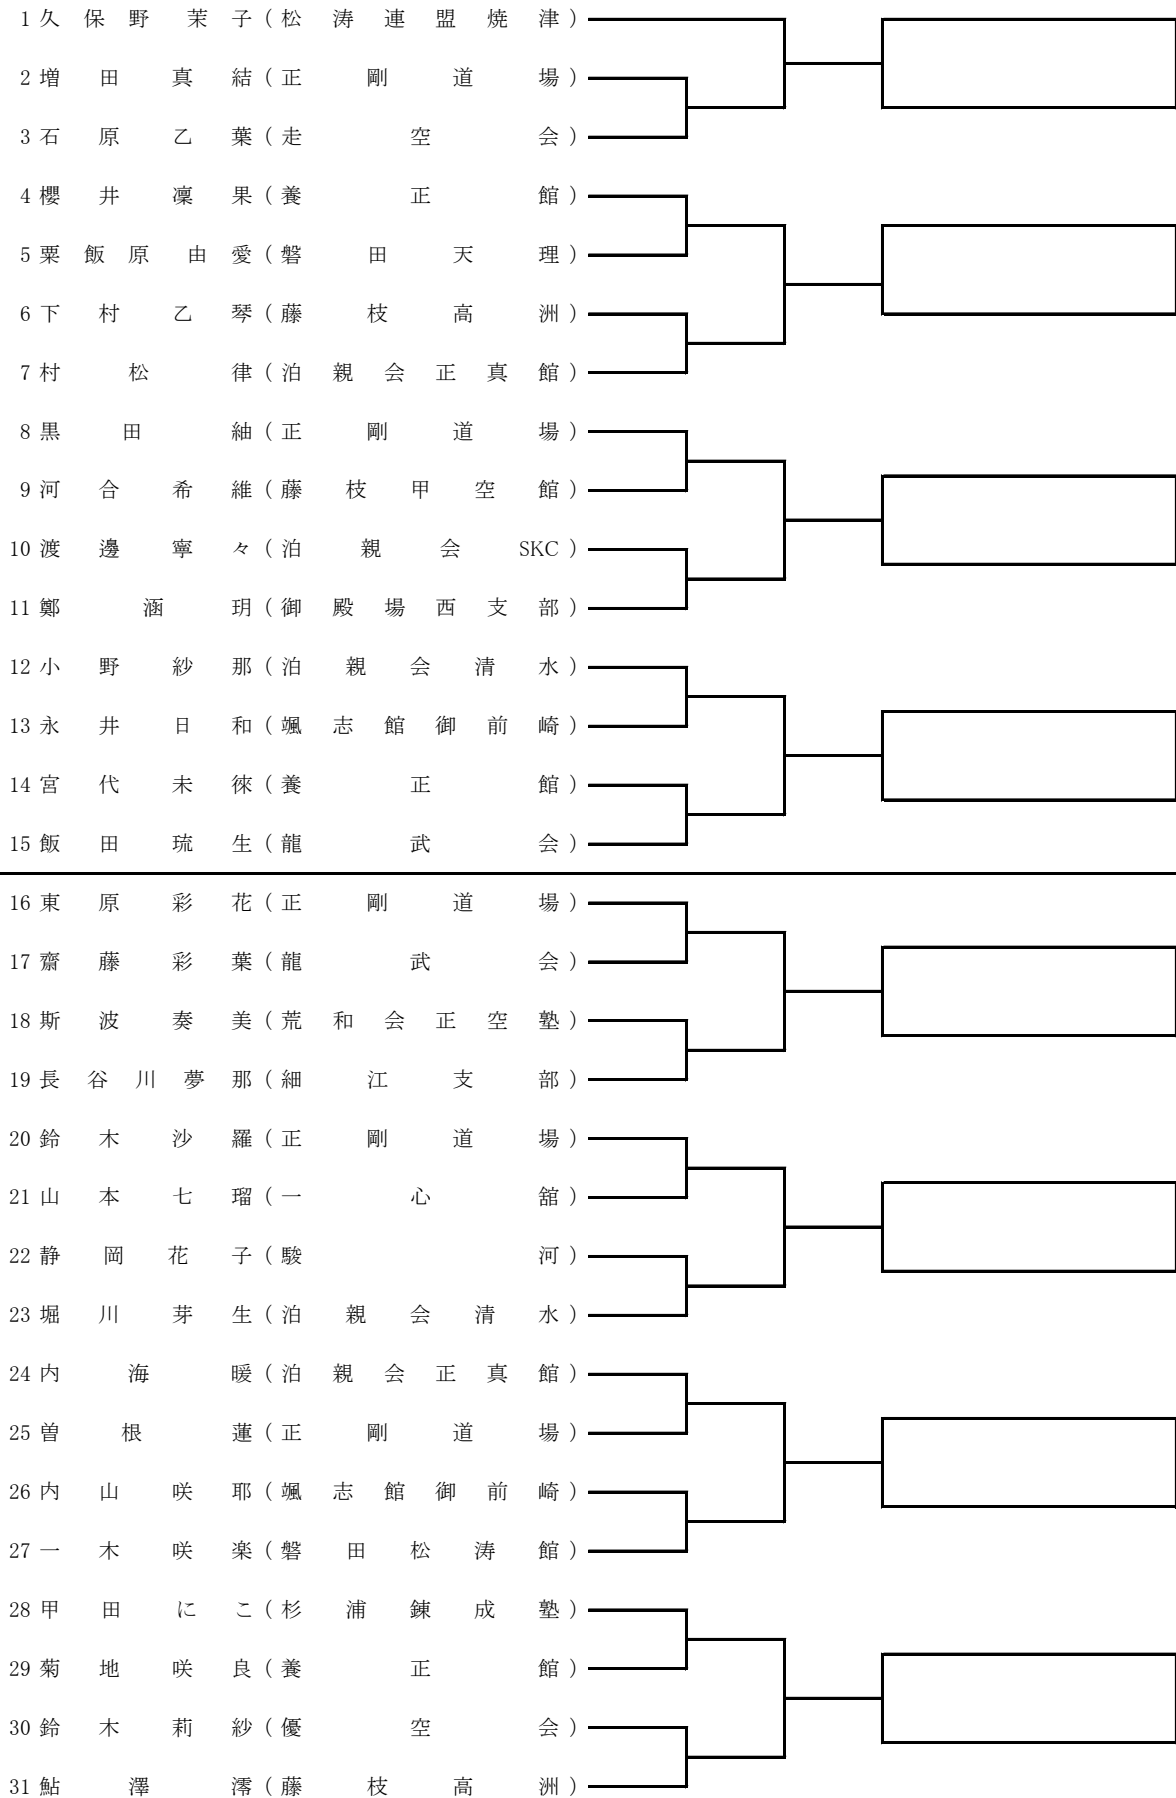 1 久保野 茉子 (松濤連盟焼津)
2 増田 真結 (正剛道場)
3 石原 乙葉 (走空会)
4 櫻井 凜果 (養正館)
5 粟飯原 由愛 (磐田天理)
6 下村 乙琴 (藤枝高洲)
7 村松 律 (泊親会正真館)
8 黒田 紬 (正剛道場)
9 河合 希維 (藤枝甲空館)
10 渡邊 寧々 (泊親会SKC)
11 鄭 涵玥 (御殿場西支部)
12 小野 紗那 (泊親会清水)
13 永井 日和 (颯志館御前崎)
14 宮代 未徠 (養正館)
15 飯田 琉生 (龍武会)
16 東原 彩花 (正剛道場)
17 齋藤 彩葉 (龍武会)
18 斯波 奏美 (荒和会正空塾)
19 長谷川 夢那 (細江支部)
20 鈴木 沙羅 (正剛道場)
21 山本 七瑠 (一心舘)
22 静岡 花子 (駿河)
23 堀川 芽生 (泊親会清水)
24 内海 暖 (泊親会正真館)
25 曽根 蓮 (正剛道場)
26 内山 咲耶 (颯志館御前崎)
27 一木 咲楽 (磐田松涛館)
28 甲田 にこ (杉浦錬成塾)
29 菊地 咲良 (養正館)
30 鈴木 莉紗 (優空会)
31 鮎澤 澪 (藤枝高洲)